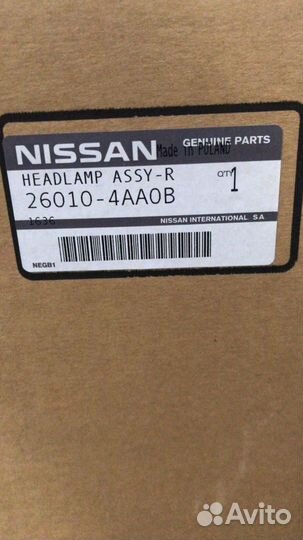 NISSAN GENUINE PARTS
Made in POLAND
HEADLAMP ASSY-R QTY 1
26010-4AA0B
1636 NISSAN INTERNATIONAL SA
NEGB1
Avito